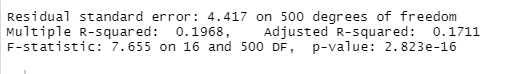 Residual standard error: 4.417 on 500 degrees of freedom
Multiple R-squared:  0.1968,    Adjusted R-squared:  0.1711
F-statistic: 7.655 on 16 and 500 DF,  p-value: 2.823e-16